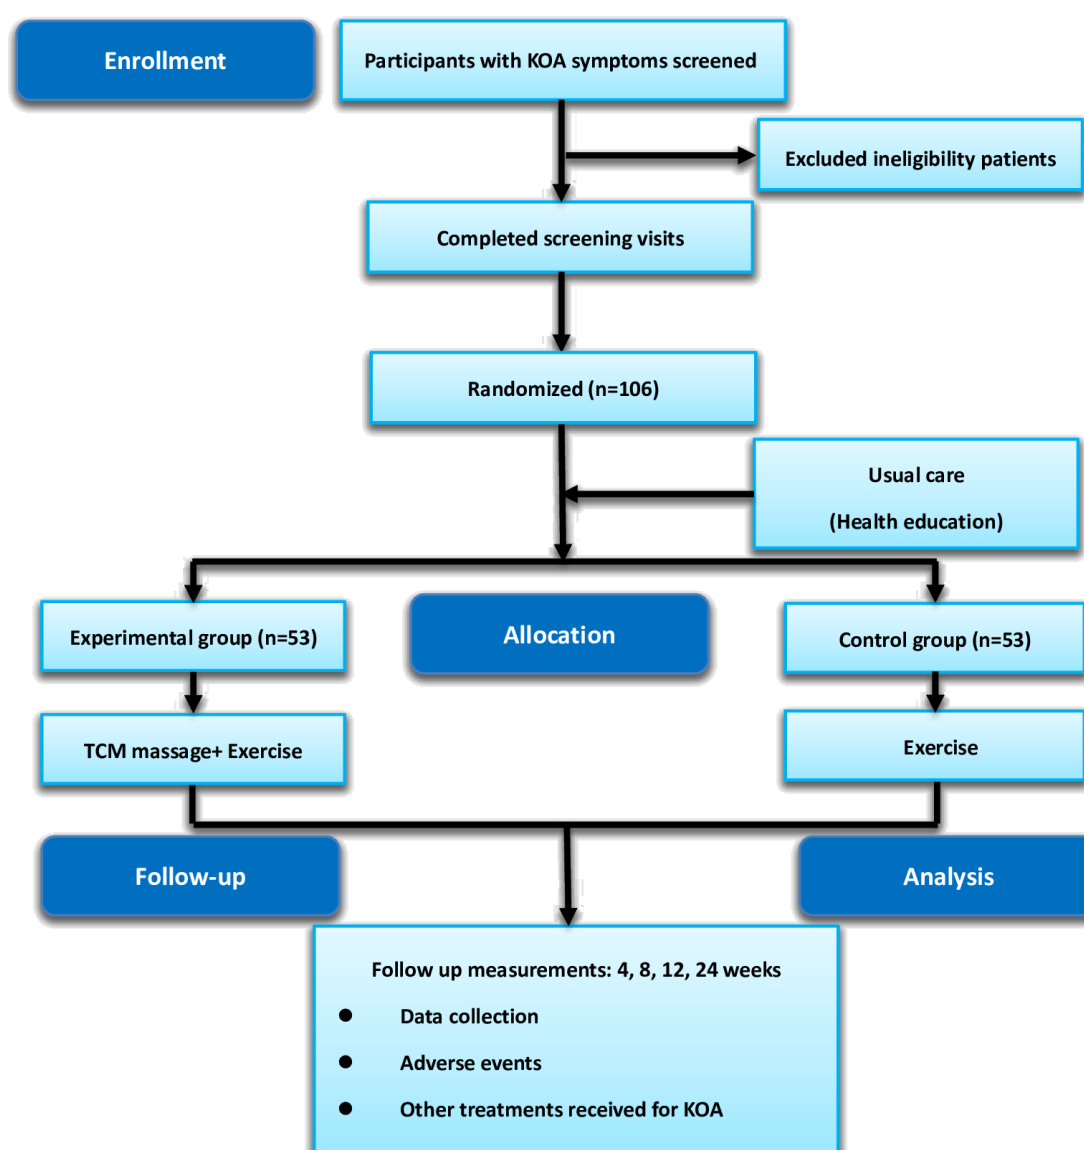 Enrollment
Participants with KOA symptoms screened
Excluded ineligibility patients
Completed screening visits
Randomized (n=106)
Usual care
(Health education)
Experimental group (n=53)
Allocation
Control group (n=53)
TCM massage+ Exercise
Exercise
Follow-up
Analysis
Follow up measurements: 4, 8, 12, 24 weeks
● Data collection
● Adverse events
● Other treatments received for KOA